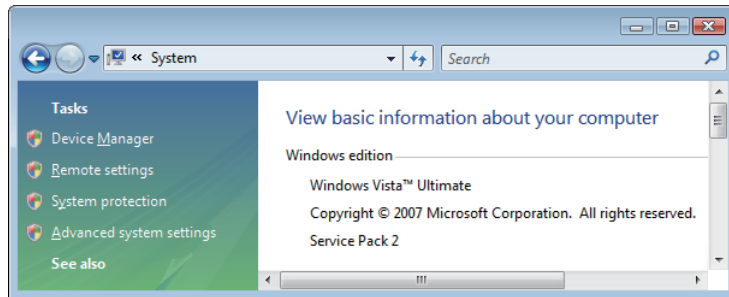 « System
Search
Tasks
Device Manager
Remote settings
System protection
Advanced system settings
See also
View basic information about your computer
Windows edition
Windows Vista™ Ultimate
Copyright © 2007 Microsoft Corporation. All rights reserved.
Service Pack 2